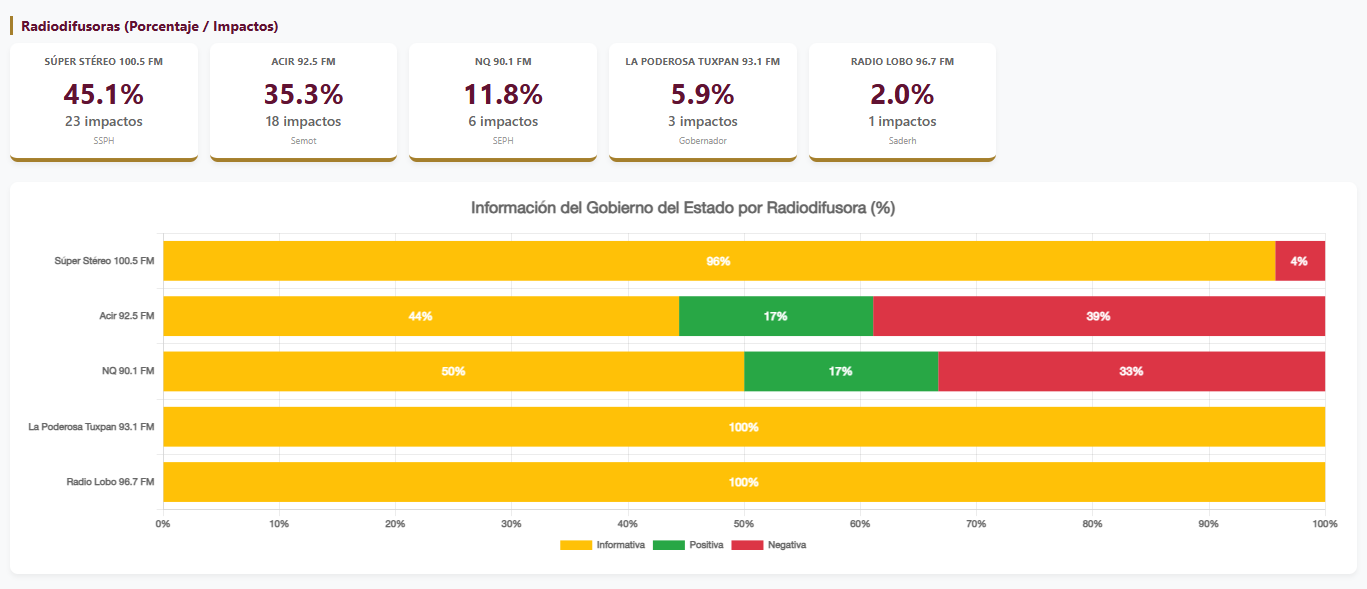 Radiodifusoras (Porcentaje / Impactos)
SÚPER STÉREO 100.5 FM
45.1%
23 impactos
SSPH
ACIR 92.5 FM
35.3%
18 impactos
Semot
NQ 90.1 FM
11.8%
6 impactos
SEPH
LA PODEROSA TUXPAN 93.1 FM
5.9%
3 impactos
Gobernador
RADIO LOBO 96.7 FM
2.0%
1 impactos
Saderh
Información del Gobierno del Estado por Radiodifusora (%)
Súper Stéreo 100.5 FM 96% 4%
Acir 92.5 FM 44% 17% 39%
NQ 90.1 FM 50% 17% 33%
La Poderosa Tuxpan 93.1 FM 100%
Radio Lobo 96.7 FM 100%
0% 10% 20% 30% 40% 50% 60% 70% 80% 90% 100%
Informativa Positiva Negativa